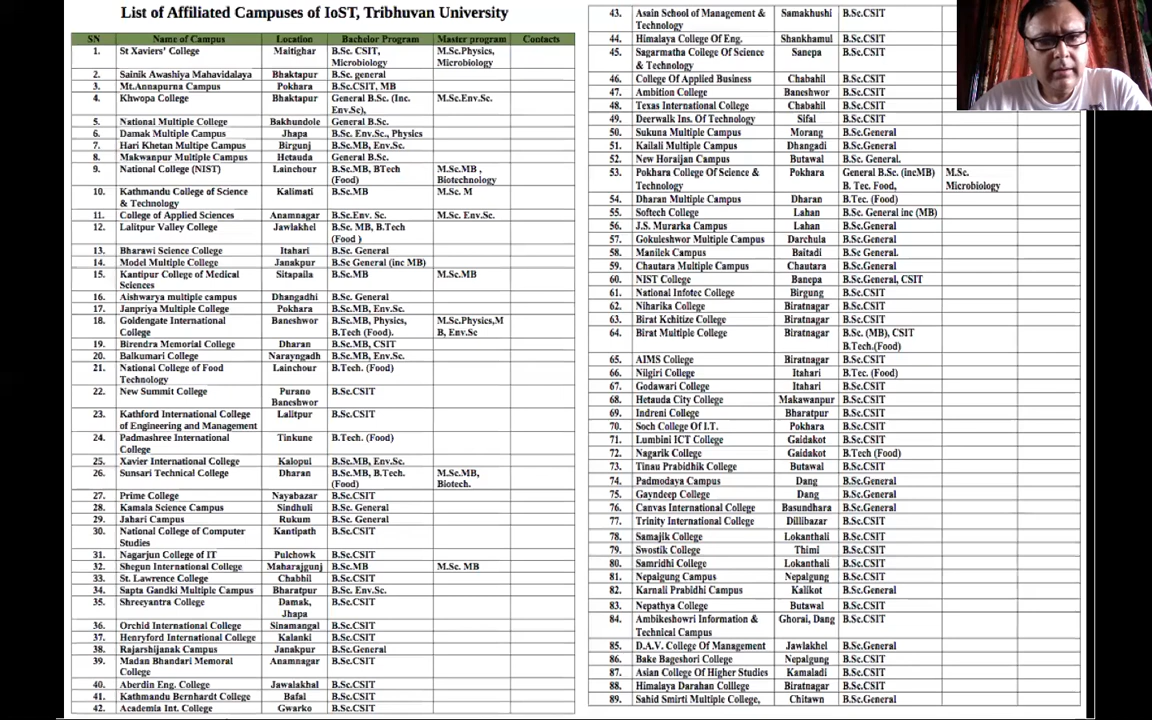 List of Affiliated Campuses of IoST, Tribhuvan University
SN Name of Campus Location Bachelor Program Master program Contacts
1. St Xaviers' College Maitighar B.Sc. CSIT, M.Sc.Physics,
Microbiology Microbiology
2. Sainik Awashiya Mahavidalaya Bhaktapur B.Sc. general
3. Mt.Annapurna Campus Pokhara B.Sc.CSIT, MB
4. Khwopa College Bhaktapur General B.Sc. (Inc. M.Sc.Env.Sc.
Env.Sc),
5. National Multiple College Bakhundole General B.Sc.
6. Damak Multiple Campus Jhapa B.Sc. Env.Sc., Physics
7. Hari Khetan Multipe Campus Birgunj B.Sc.MB, Env.Sc.
8. Makwanpur Multiple Campus Hetauda General B.Sc.
9. National College (NIST) Lainchour B.Sc.MB, BTech M.Sc.MB ,
(Food) Biotechnology
10. Kathmandu College of Science Kalimati B.Sc.MB M.Sc. M
& Technology
11. College of Applied Sciences Anamnagar B.Sc.Env. Sc. M.Sc. Env.Sc.
12. Lalitpur Valley College Jawlakhel B.Sc. MB, B.Tech
(Food )
13. Bharawi Science College Itahari B.Sc. General
14. Model Multiple College Janakpur B.Sc General (inc MB)
15. Kantipur College of Medical Sitapaila B.Sc.MB M.Sc.MB
Sciences
16. Aishwarya multiple campus Dhangadhi B.Sc. General
17. Janpriya Multiple College Pokhara B.Sc.MB, Env.Sc.
18. Goldengate International Baneshwor B.Sc.MB, Physics, M.Sc.Physics,M
College B.Tech (Food). B, Env.Sc
19. Birendra Memorial College Dharan B.Sc.MB, CSIT
20. Balkumari College Narayngadh B.Sc.MB, Env.Sc.
21. National College of Food Lainchour B.Tech. (Food)
Technology
22. New Summit College Purano B.Sc.CSIT
Baneshwor
23. Kathford International College Lalitpur B.Sc.CSIT
of Engineering and Management
24. Padmashree International Tinkune B.Tech. (Food)
College
25. Xavier International College Kalopul B.Sc.MB, Env.Sc.
26. Sunsari Technical College Dharan B.Sc.MB, B.Tech. M.Sc.MB,
(Food) Biotech.
27. Prime College Nayabazar B.Sc.CSIT
28. Kamala Science Campus Sindhuli B.Sc. General
29. Jahari Campus Rukum B.Sc. General
30. National College of Computer Kantipath B.Sc.CSIT
Studies
31. Nagarjun College of IT Pulchowk B.Sc.CSIT
32. Shegun International College Maharajgunj B.Sc.MB M.Sc. MB
33. St. Lawrence College Chabhil B.Sc.CSIT
34. Sapta Gandki Multiple Campus Bharatpur B.Sc. Env.Sc.
35. Shreeyantra College Damak, B.Sc.CSIT
Jhapa
36. Orchid International College Sinamangal B.Sc.CSIT
37. Henryford International College Kalanki B.Sc.CSIT
38. Rajarshijanak Campus Janakpur B.Sc.General
39. Madan Bhandari Memoral Anamnagar B.Sc.CSIT
College
40. Aberdin Eng. College Jawalakhal B.Sc.CSIT
41. Kathmandu Bernhardt College Bafal B.Sc.CSIT
42. Academia Int. College Gwarko B.Sc.CSIT
43. Asain School of Management & Samakhushi B.Sc.CSIT
Technology
44. Himalaya College Of Eng. Shankhamul B.Sc.CSIT
45. Sagarmatha College Of Science Sanepa B.Sc.CSIT
& Technology
46. College Of Applied Business Chabahil B.Sc.CSIT
47. Ambition College Baneshwor B.Sc.CSIT
48. Texas International College Chabahil B.Sc.CSIT
49. Deerwalk Ins. Of Technology Sifal B.Sc.CSIT
50. Sukuna Multiple Campus Morang B.Sc.General
51. Kailali Multiple Campus Dhangadi B.Sc.General
52. New Horaijan Campus Butawal B.Sc. General.
53. Pokhara College Of Science & Pokhara General B.Sc. (incMB) M.Sc.
Technology B. Tec. Food, Microbiology
54. Dharan Multiple Campus Dharan B.Tec. (Food)
55. Softech College Lahan B.Sc. General inc (MB)
56. J.S. Murarka Campus Lahan B.Sc.General
57. Gokuleshwor Multiple Campus Darchula B.Sc.General
58. Manilek Campus Baitadi B.Sc General.
59. Chautara Multiple Campus Chautara B.Sc.General
60. NIST College Banepa B.Sc.General, CSIT
61. National Infotec College Birgung B.Sc.CSIT
62. Niharika College Biratnagar B.Sc.CSIT
63. Birat Kchitize College Biratnagar B.Sc.CSIT
64. Birat Multiple College Biratnagar B.Sc. (MB), CSIT
B.Tech.(Food)
65. AIMS College Biratnagar B.Sc.CSIT
66. Nilgiri College Itahari B.Tec. (Food)
67. Godawari College Itahari B.Sc.CSIT
68. Hetauda City College Makawanpur B.Sc.CSIT
69. Indreni College Bharatpur B.Sc.CSIT
70. Soch College Of I.T. Pokhara B.Sc.CSIT
71. Lumbini ICT College Gaidakot B.Sc.CSIT
72. Nagarik College Gaidakot B.Tech (Food)
73. Tinau Prabidhik College Butawal B.Sc.CSIT
74. Padmodaya Campus Dang B.Sc.General
75. Gayndeep College Dang B.Sc.General
76. Canvas International College Basundhara B.Sc.General
77. Trinity International College Dillibazar B.Sc.CSIT
78. Samajik College Lokanthali B.Sc.CSIT
79. Swostik College Thimi B.Sc.CSIT
80. Samridhi College Lokanthali B.Sc.CSIT
81. Nepalgung Campus Nepalgung B.Sc.CSIT
82. Karnali Prabidhi Campus Kalikot B.Sc.General
83. Nepathya College Butawal B.Sc.CSIT
84. Ambikeshowri Information & Ghorai, Dang B.Sc.CSIT
Technical Campus
85. D.A.V. College Of Management Jawlakhel B.Sc.General
86. Bake Bageshori College Nepalgung B.Sc.CSIT
87. Asian College Of Higher Studies Kamaladi B.Sc.CSIT
88. Himalaya Darahan Colllege Biratnagar B.Sc.CSIT
89. Sahid Smirti Multiple College, Chitawn B.Sc.General